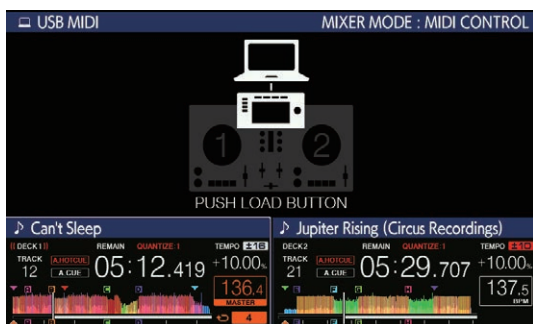 USB MIDI MIXER MODE : MIDI CONTROL
1 2
PUSH LOAD BUTTON
Can't Sleep
DECK1 REMAIN QUANTIZE:1 TEMPO ±16
TRACK 12 A.HOTCUE A.CUE 05:12.419 +10.00%
136.4
MASTER
4
Jupiter Rising (Circus Recordings)
DECK2 REMAIN QUANTIZE:1 TEMPO ±10
TRACK 21 A.HOTCUE A.CUE 05:29.707 +10.00%
137.5
BPM